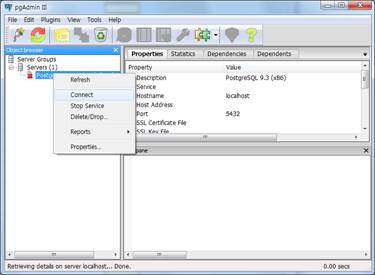 pgAdmin III
File Edit Plugins View Tools Help
Object browser
Server Groups
Servers (1)
Postg
Refresh
Connect
Stop Service
Delete/Drop...
Reports
Properties...
Properties Statistics Dependencies Dependents
Property Value
Description PostgreSQL 9.3 (x86)
Service
Hostname localhost
Host Address
Port 5432
SSL Certificate File
SSL Key File
pane
Retrieving details on server localhost... Done. 0.00 secs